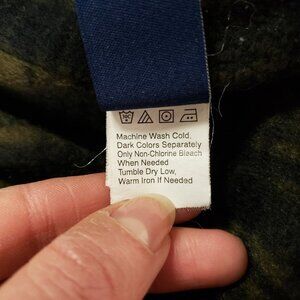 Machine Wash Cold,
Dark Colors Separately
Only Non-Chlorine Bleach
When Needed
Tumble Dry Low,
Warm Iron If Needed